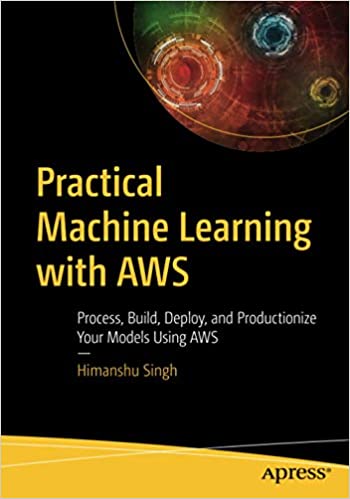 Practical
Machine Learning
with AWS
Process, Build, Deploy, and Productionize
Your Models Using AWS
—
Himanshu Singh
Apress®